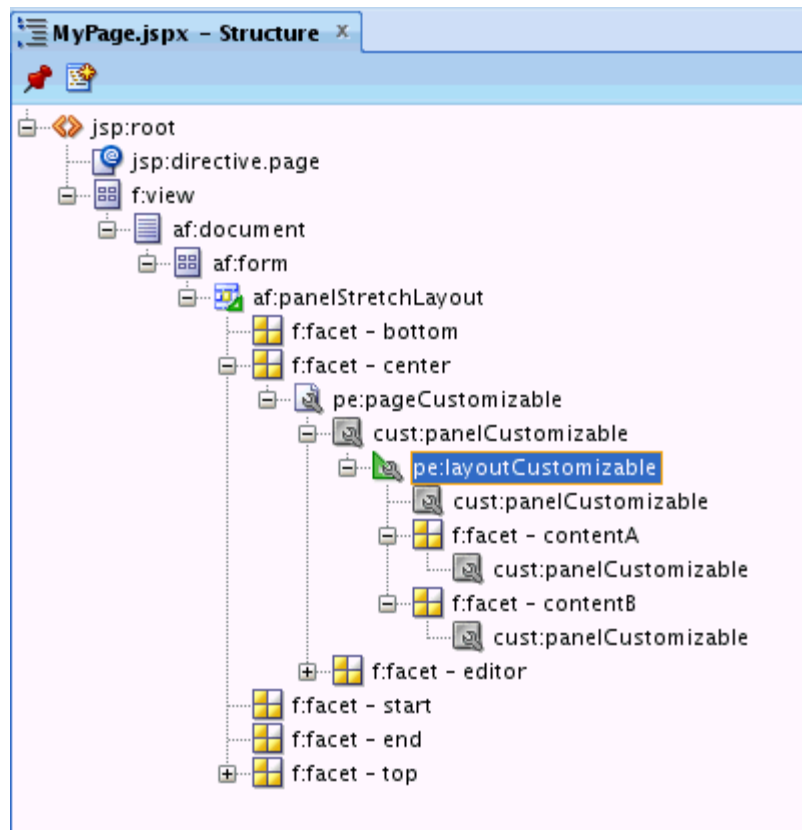 MyPage.jspx - Structure x
jsp:root
jsp:directive.page
f:view
af:document
af:form
af:panelStretchLayout
f:facet - bottom
f:facet - center
pe:pageCustomizable
cust:panelCustomizable
pe:layoutCustomizable
cust:panelCustomizable
f:facet - contentA
cust:panelCustomizable
f:facet - contentB
cust:panelCustomizable
f:facet - editor
f:facet - start
f:facet - end
f:facet - top